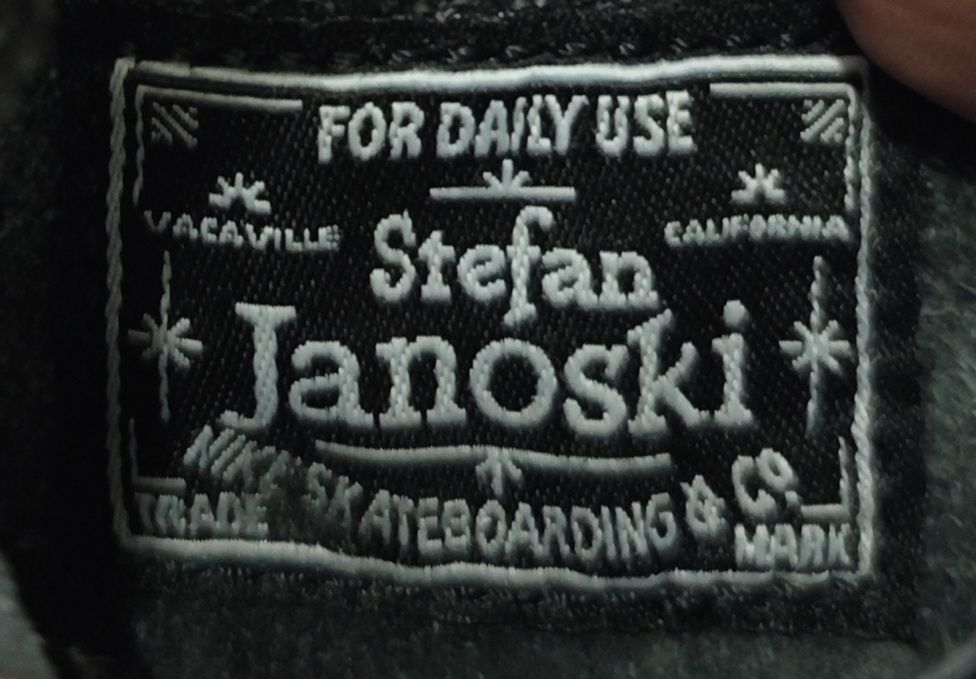 FOR DAILY USE
VACAVILLE
CALIFORNIA
Stefan
Janoski
NIKE SKATEBOARDING & CO.
TRADE
MARK